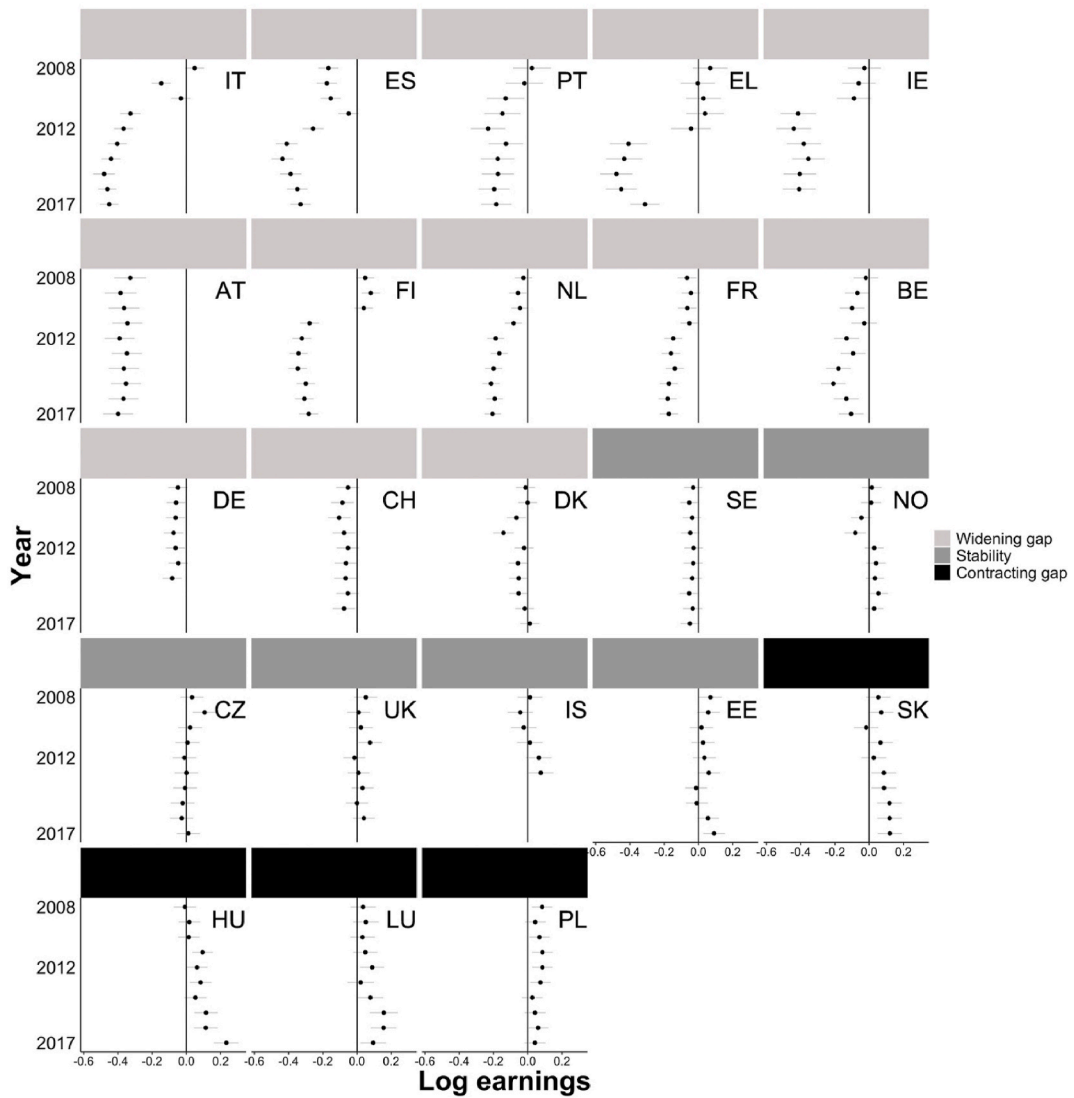 2008
2012
2017
IT
ES
PT
EL
IE
2008
2012
2017
AT
FI
NL
FR
BE
2008
2012
2017
DE
CH
DK
SE
NO
Year
Widening gap
Stability
Contracting gap
2008
2012
2017
CZ
UK
IS
EE
SK
-0.6 -0.4 -0.2 0.0 0.2
-0.6 -0.4 -0.2 0.0 0.2
2008
2012
2017
HU
LU
PL
-0.6 -0.4 -0.2 0.0 0.2
-0.6 -0.4 -0.2 0.0 0.2
-0.6 -0.4 -0.2 0.0 0.2
Log earnings